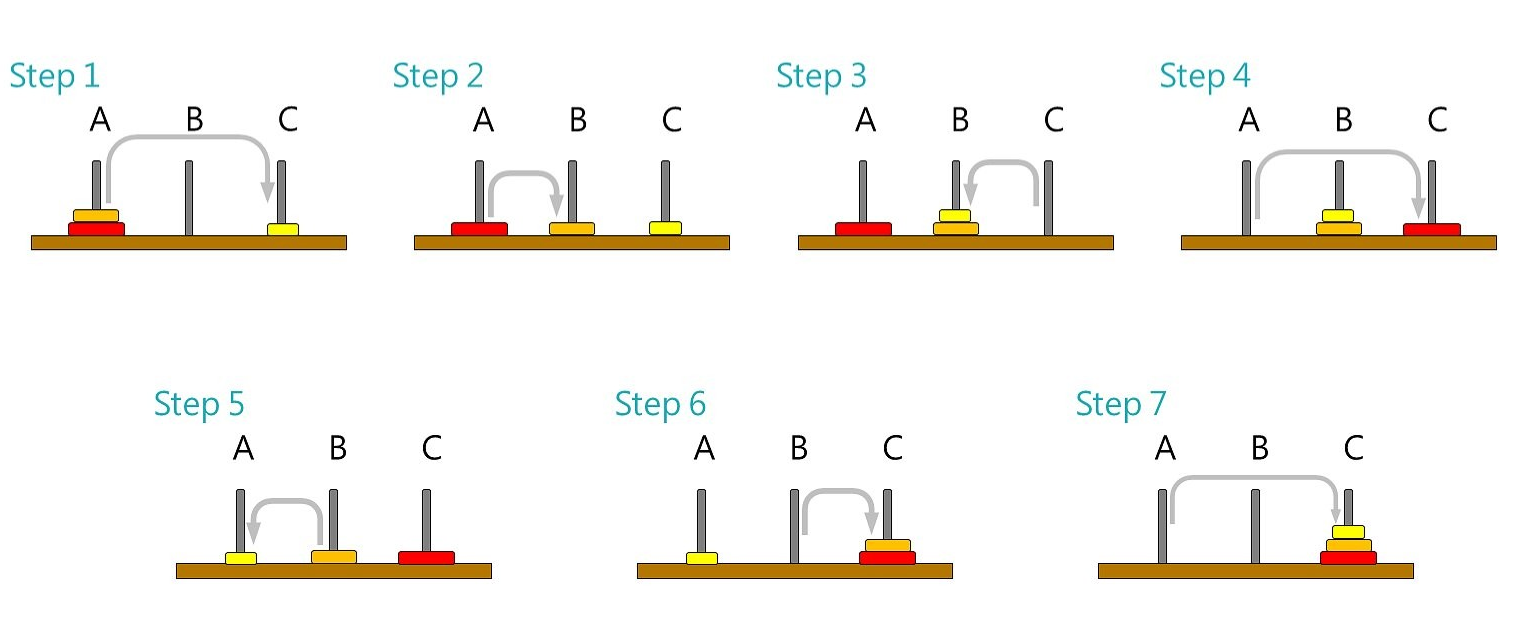 Step 1
A B C
Step 2
A B C
Step 3
A B C
Step 4
A B C
Step 5
A B C
Step 6
A B C
Step 7
A B C